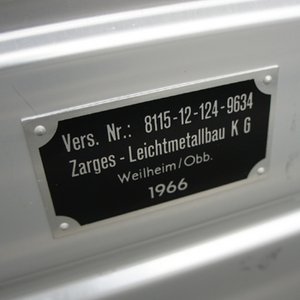 Vers. Nr.: 8115-12-124-9634
Zarges - Leichtmetallbau K G
Weilheim/Obb.
1966